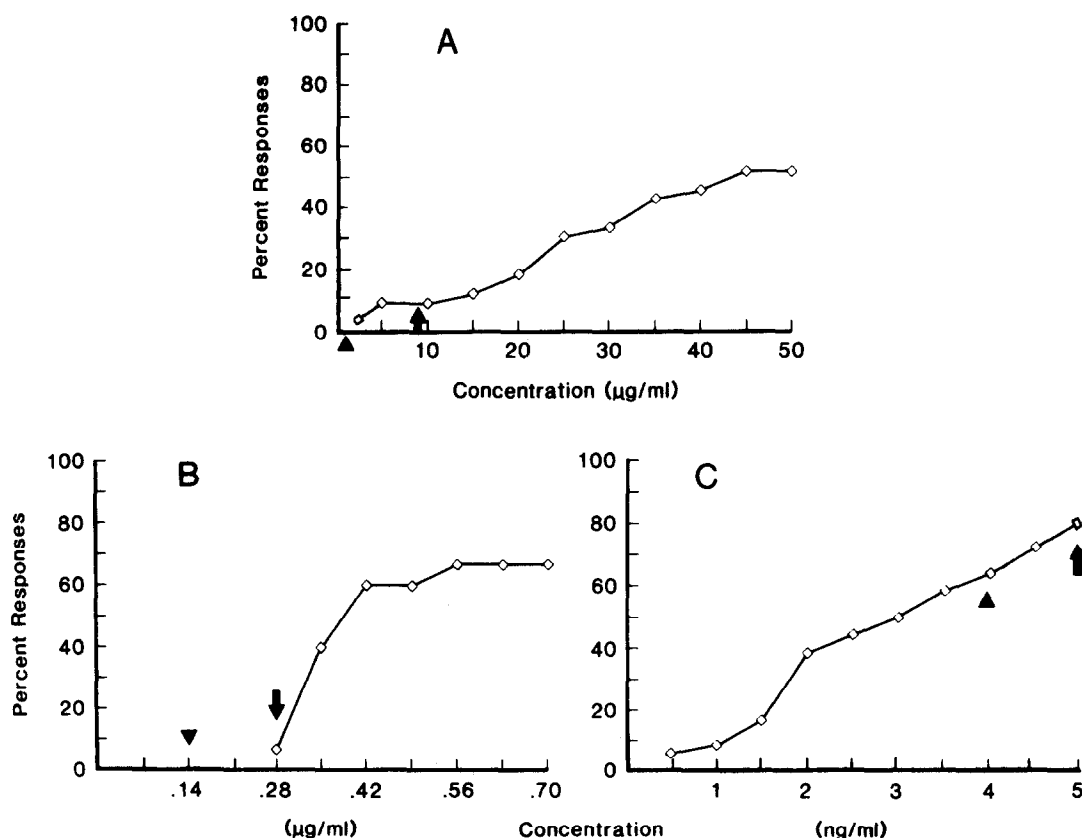 A
100
80
60
40
20
0
Percent Responses
10 20 30 40 50
Concentration (μg/ml)
B
100
80
60
40
20
0
Percent Responses
.14 .28 .42 .56 .70
C
100
80
60
40
20
0
1 2 3 4 5
(μg/ml) Concentration (ng/ml)